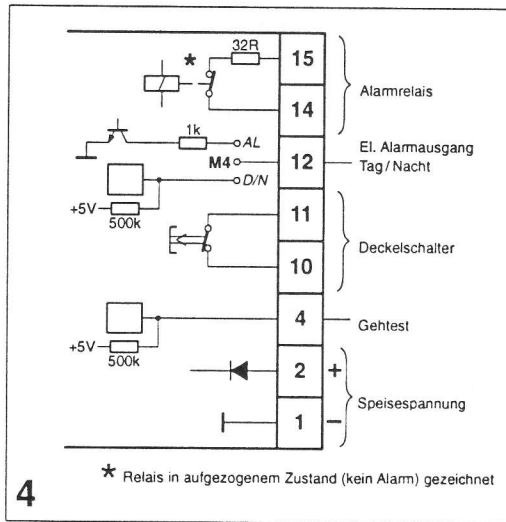 32R
*
15
Alarmrelais
14
1k
AL
M4
12
El. Alarmausgang
Tag / Nacht
D/N
+5V
500k
11
Deckelschalter
10
4
Gehtest
+5V
500k
2
+
Speisespannung
1
−
* Relais in aufgezogenem Zustand (kein Alarm) gezeichnet
4